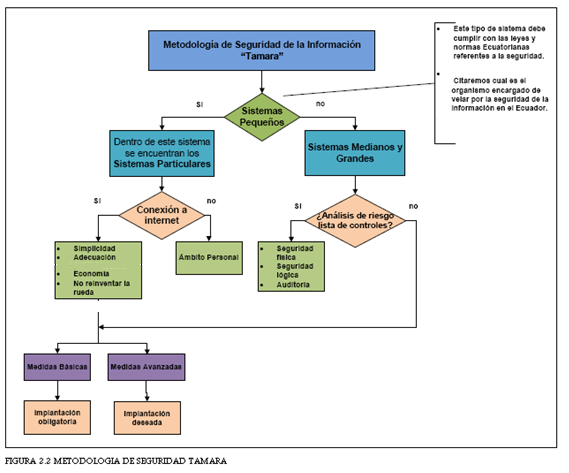 Metodología de Seguridad de la Información
“Tamara”
Este tipo de sistema debe
cumplir con las leyes y
normas Ecuatorianas
referentes a la seguridad.
Citaremos cual es el
organismo encargado de
velar por la seguridad de la
información en el Ecuador.
SI
no
Sistemas
Pequeños
Dentro de este sistema
se encuentran los
Sistemas Particulares
Sistemas Medianos y
Grandes
SI
no
Conexión a
internet
SI
no
¿Análisis de riesgo
lista de controles?
Simplicidad
Adecuación
Economía
No reinventar la
rueda
Ámbito Personal
Seguridad
física
Seguridad
lógica
Auditoria
Medidas Básicas
Medidas Avanzadas
Implantación
obligatoria
Implantación
deseada
FIGURA 2.2 METODOLOGIA DE SEGURIDAD TAMARA